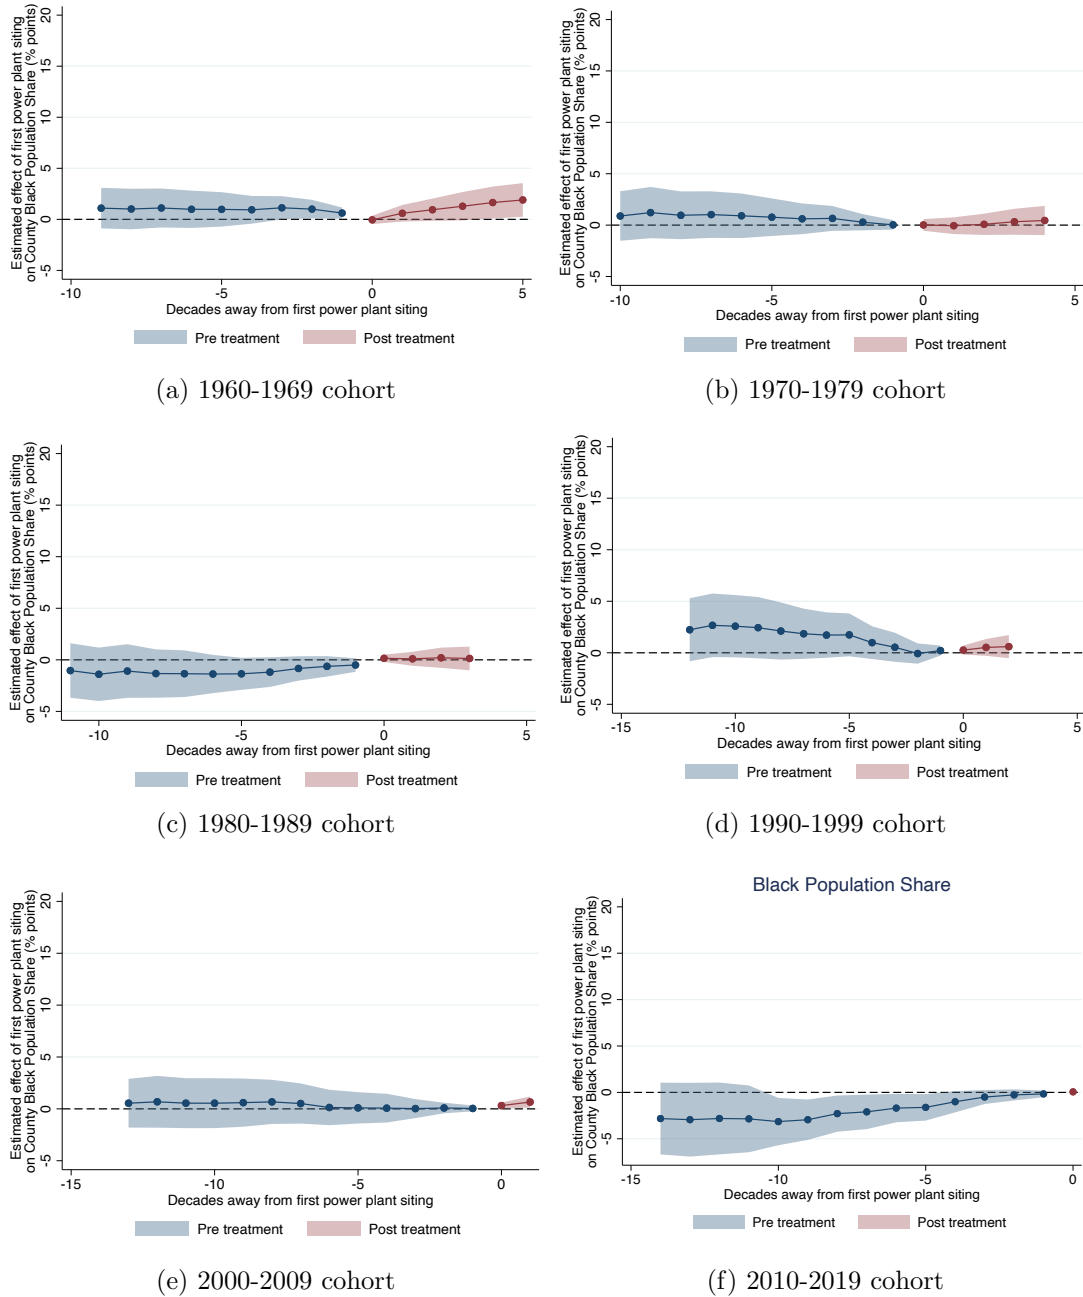 Estimated effect of first power plant siting
on County Black Population Share (% points)
20
15
10
5
0
-5
-10
-5
0
5
Decades away from first power plant siting
Pre treatment
Post treatment
(a) 1960-1969 cohort
Estimated effect of first power plant siting
on County Black Population Share (% points)
20
15
10
5
0
-5
-10
-5
0
5
Decades away from first power plant siting
Pre treatment
Post treatment
(b) 1970-1979 cohort
Estimated effect of first power plant siting
on County Black Population Share (% points)
20
15
10
5
0
-5
-10
-5
0
5
Decades away from first power plant siting
Pre treatment
Post treatment
(c) 1980-1989 cohort
Estimated effect of first power plant siting
on County Black Population Share (% points)
20
15
10
5
0
-5
-15
-10
-5
0
5
Decades away from first power plant siting
Pre treatment
Post treatment
(d) 1990-1999 cohort
Estimated effect of first power plant siting
on County Black Population Share (% points)
20
15
10
5
0
-5
-15
-10
-5
0
Decades away from first power plant siting
Pre treatment
Post treatment
(e) 2000-2009 cohort
Black Population Share
Estimated effect of first power plant siting
on County Black Population Share (% points)
20
15
10
5
0
-5
-15
-10
-5
0
Decades away from first power plant siting
Pre treatment
Post treatment
(f) 2010-2019 cohort